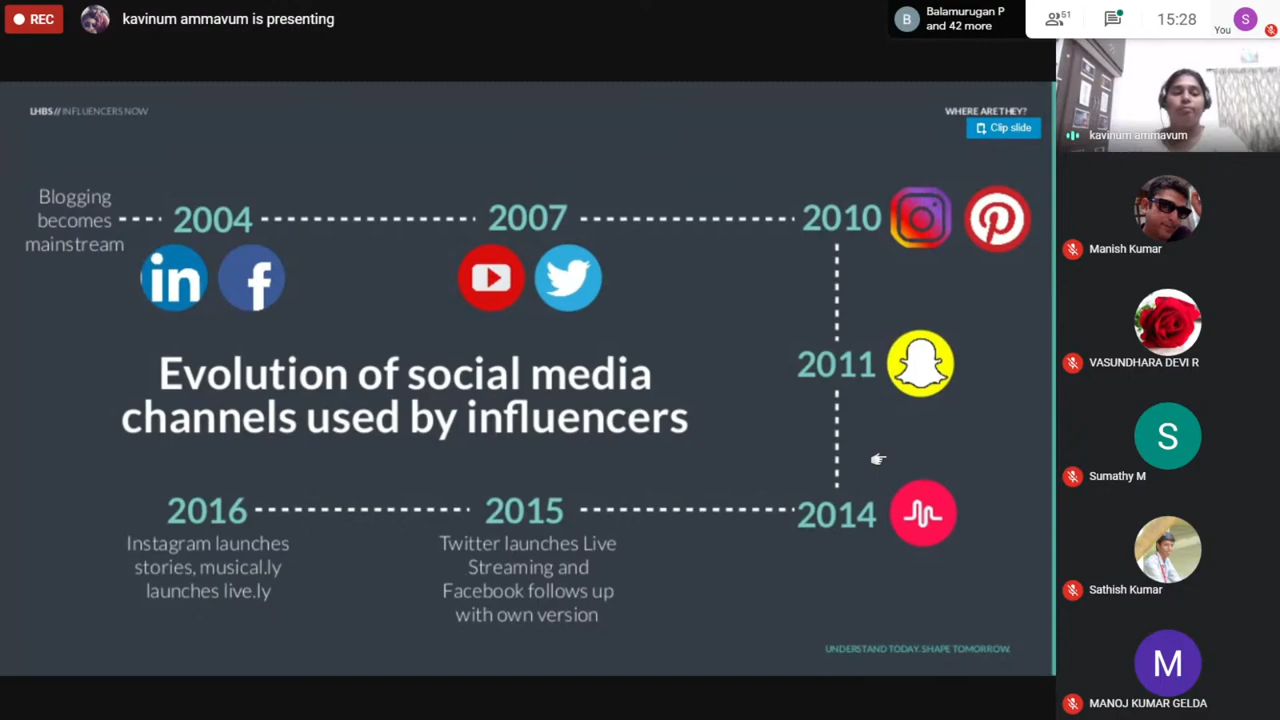 REC
kavinum ammavum is presenting
B
Balamurugan P
and 42 more
51
15:28
You
S
LHBS// INFLUENCERS NOW
WHERE ARE THEY?
Clip slide
Blogging
becomes
mainstream
2004
2007
2010
in
f
Evolution of social media
channels used by influencers
2011
2016
2015
2014
Instagram launches
stories, musical.ly
launches live.ly
Twitter launches Live
Streaming and
Facebook follows up
with own version
UNDERSTAND TODAY. SHAPE TOMORROW.
kavinum ammavum
Manish Kumar
VASUNDHARA DEVI R
S
Sumathy M
Sathish Kumar
M
MANOJ KUMAR GELDA